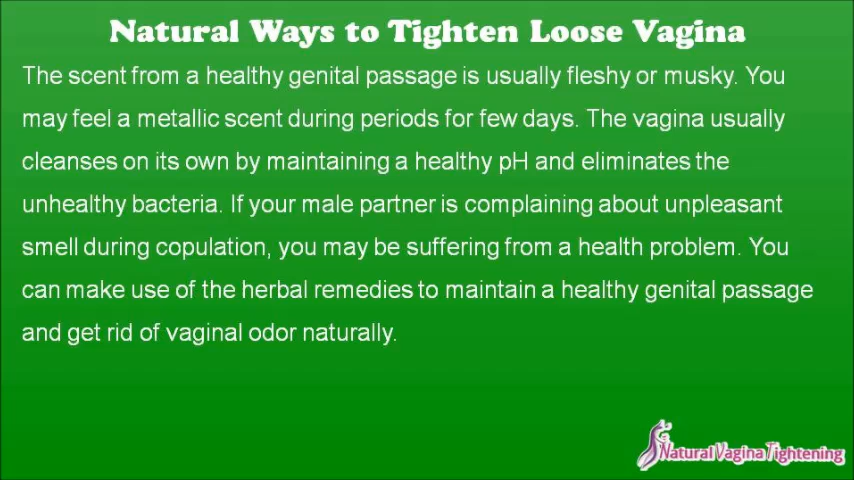 Natural Ways to Tighten Loose Vagina
The scent from a healthy genital passage is usually fleshy or musky. You
may feel a metallic scent during periods for few days. The vagina usually
cleanses on its own by maintaining a healthy pH and eliminates the
unhealthy bacteria. If your male partner is complaining about unpleasant
smell during copulation, you may be suffering from a health problem. You
can make use of the herbal remedies to maintain a healthy genital passage
and get rid of vaginal odor naturally.
Natural Vagina Tightening